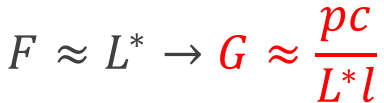 F ≈ L* → G ≈ pc / L*l